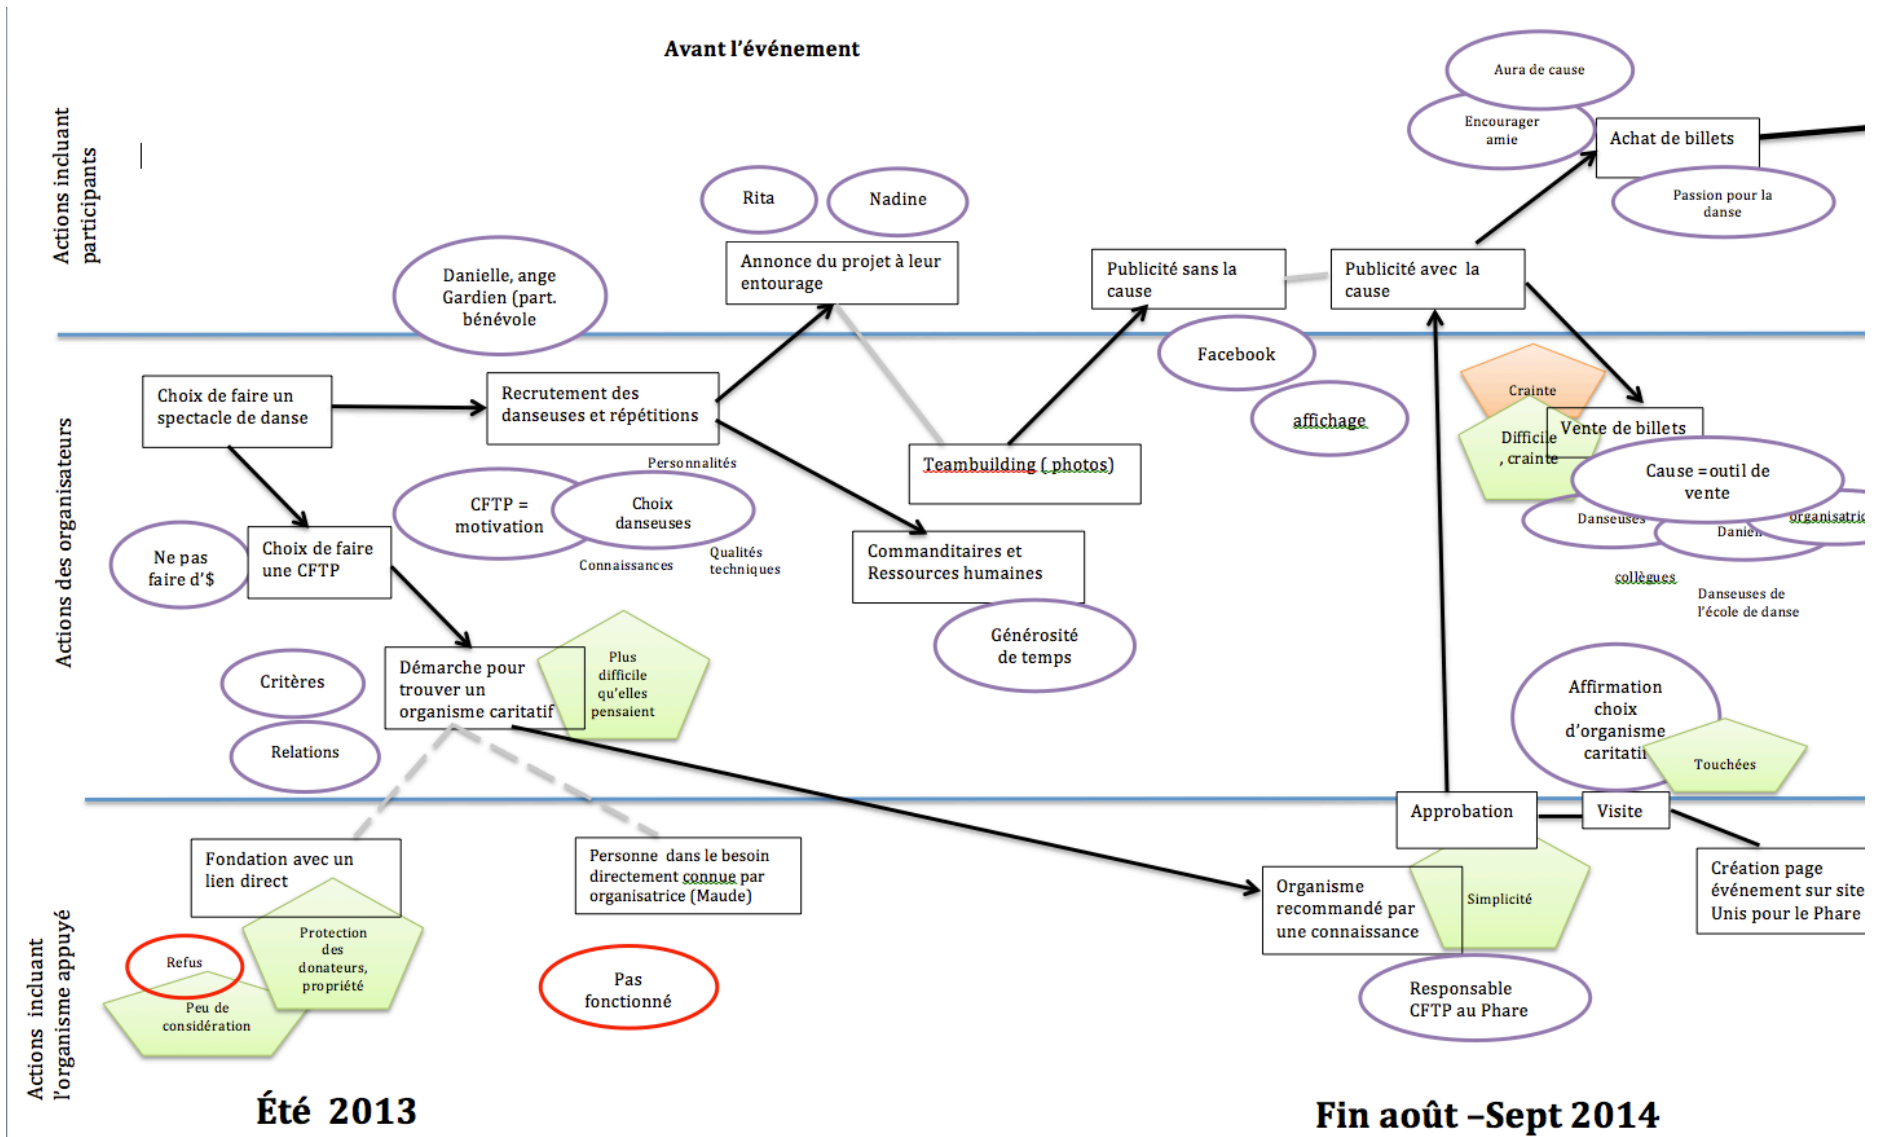 Avant l'événement
Actions incluant
participants
Aura de cause
Encourager
amie
Achat de billets
Passion pour la
danse
Rita
Nadine
Annonce du projet à leur
entourage
Danielle, ange
Gardien (part.
bénévole
Publicité sans la
cause
Publicité avec la
cause
Actions des organisateurs
Choix de faire un
spectacle de danse
Recrutement des
danseuses et répétitions
Facebook
affichage
Crainte
Difficile
, crainte
Vente de billets
Cause =outil de
vente
Danseuses
collègues
Danseuses de
l'école de danse
Teambuilding ( photos)
Personnalités
CFTP =
motivation
Choix
danseuses
Connaissances
Qualités
techniques
Ne pas
faire d'$
Choix de faire
une CFTP
Commanditaires et
Ressources humaines
Générosité
de temps
Critères
Relations
Démarche pour
trouver un
organisme caritatif
Plus
difficile
qu'elles
pensaient
Affirmation
choix
d'organisme
Touchées
Actions incluant
l'organisme appuyé
Approbation
Visite
Fondation avec un
lien direct
Protection
des
donateurs,
propriété
Refus
Peu de
considération
Personne dans le besoin
directement connue par
organisatrice (Maude)
Pas
fonctionné
Organisme
recommandé par
une connaissance
Simplicité
Responsable
CFTP au Phare
Création page
événement sur site
Unis pour le Phare
Été 2013
Fin août –Sept 2014